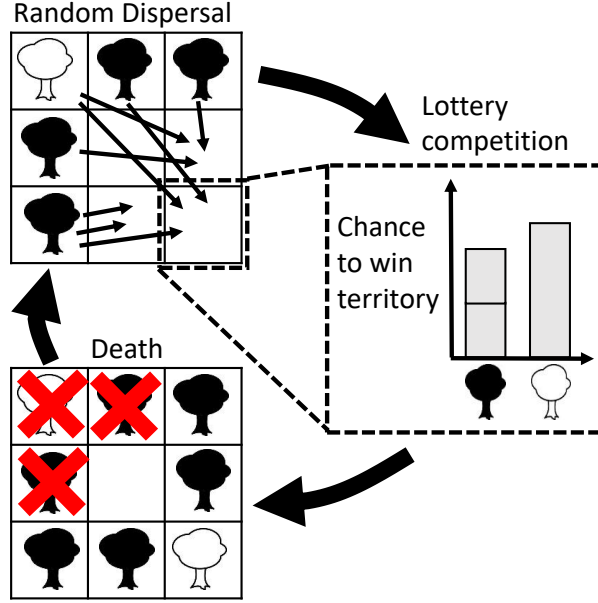 Random Dispersal
Lottery
competition
Chance
to win
territory
Death